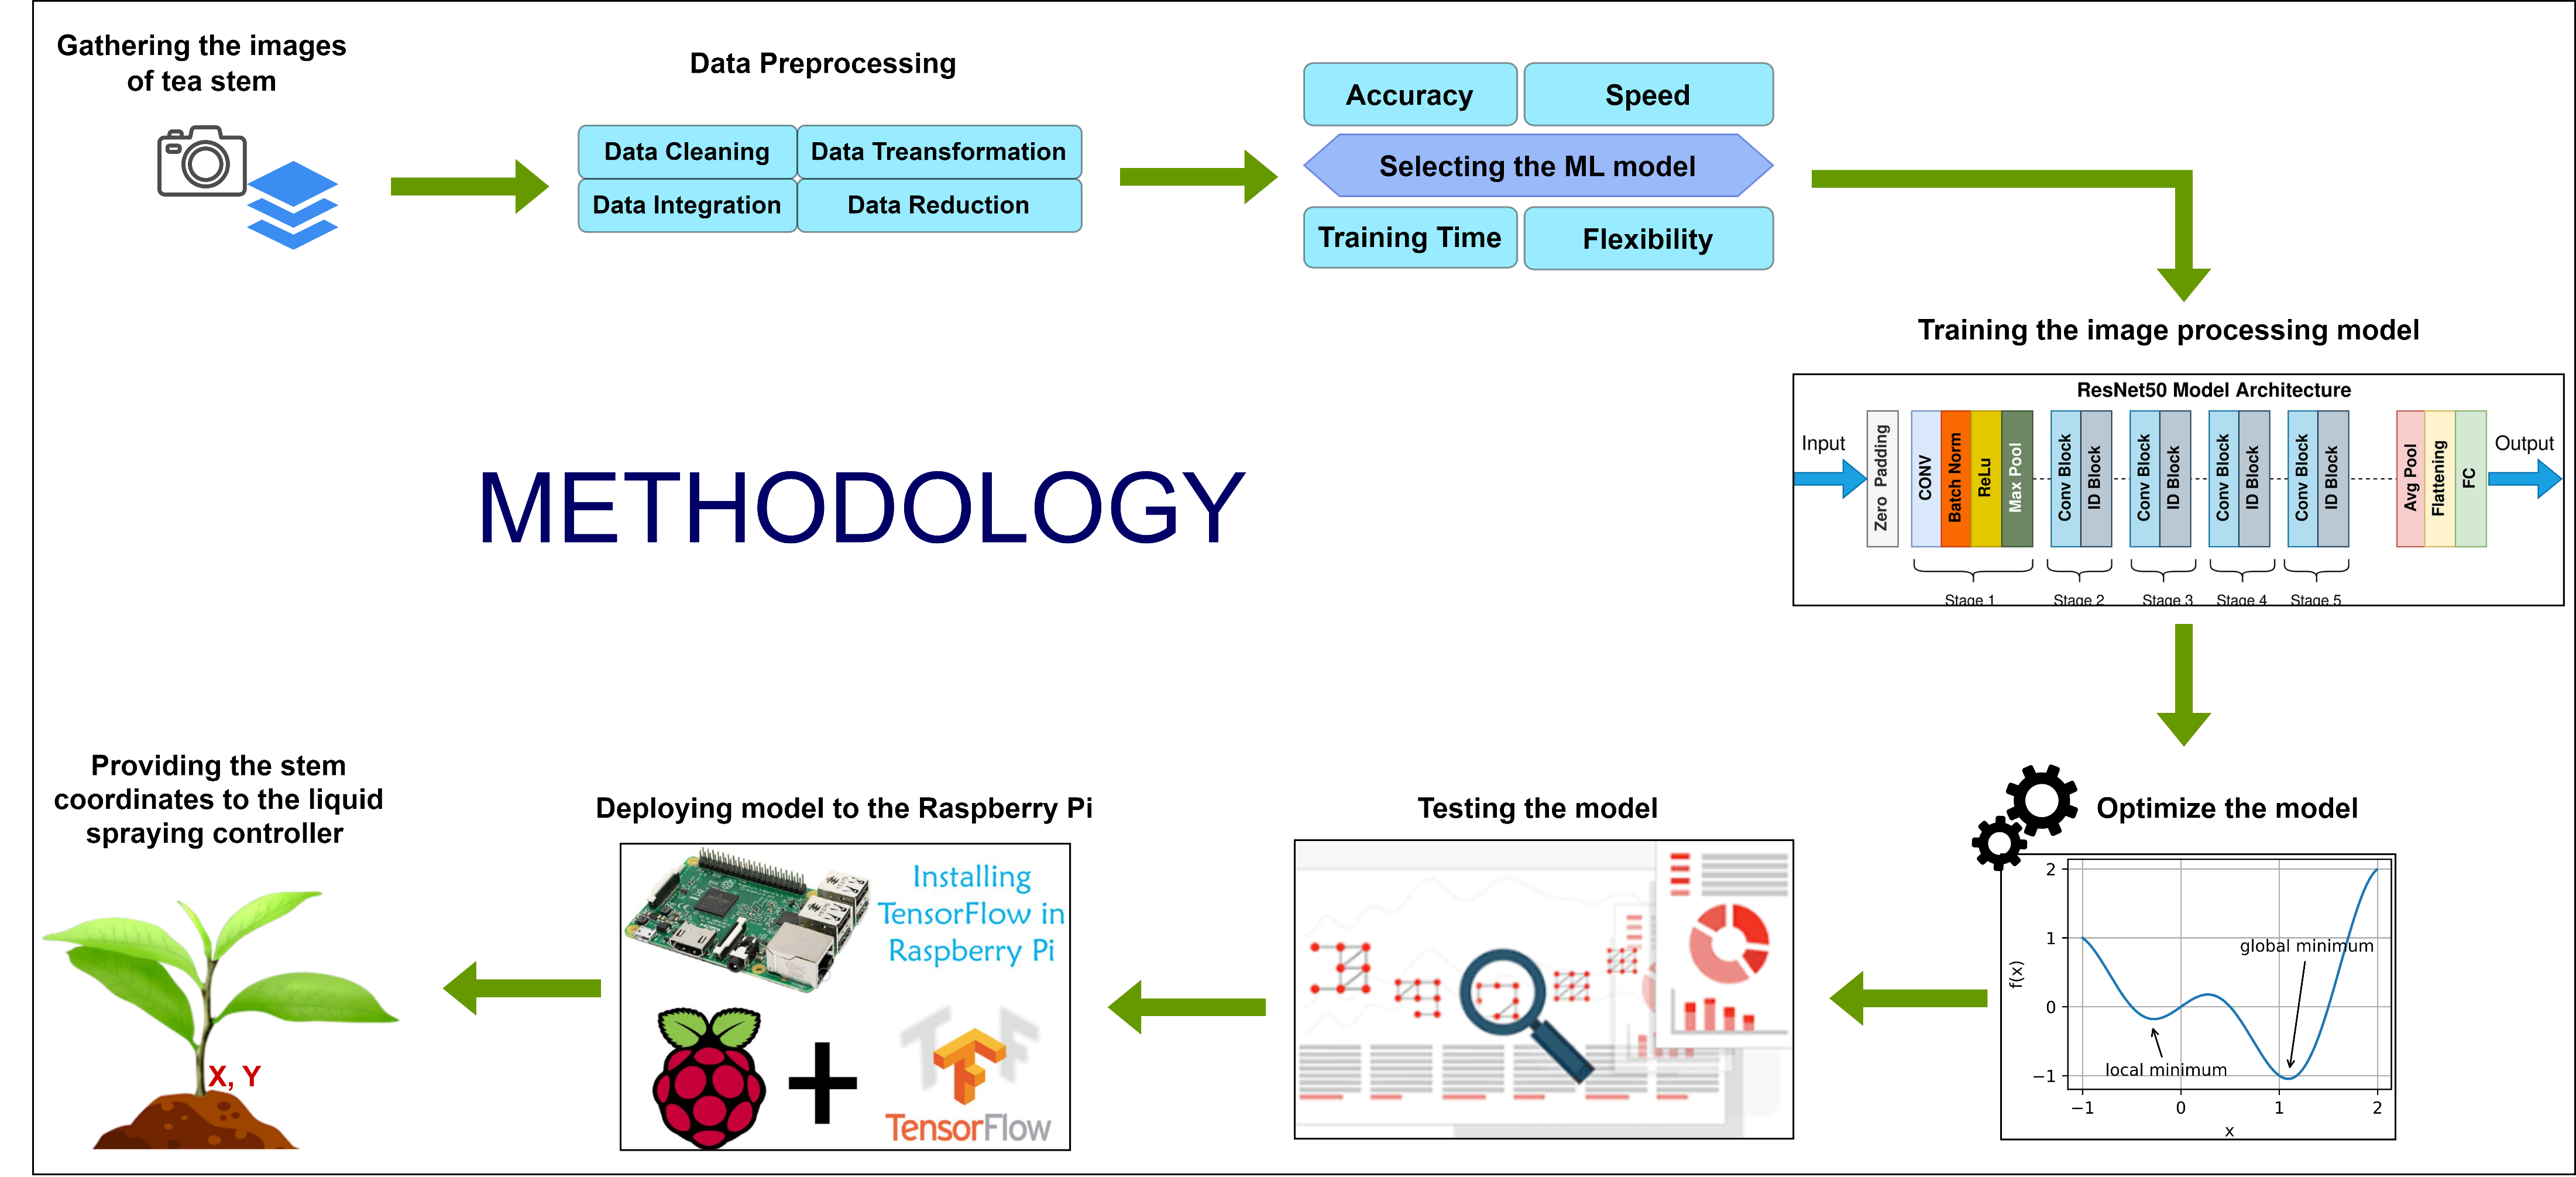 Gathering the images
of tea stem
Data Preprocessing
Data Cleaning
Data Treansformation
Data Integration
Data Reduction
Accuracy
Speed
Selecting the ML model
Training Time
Flexibility
Training the image processing model
ResNet50 Model Architecture
Input
Zero Padding
CONV
Batch Norm
ReLu
Max Pool
Conv Block
ID Block
Conv Block
ID Block
Conv Block
ID Block
Conv Block
ID Block
Avg Pool
Flattening
FC
Output
Stage 1
Stage 2
Stage 3
Stage 4
Stage 5
METHODOLOGY
Providing the stem
coordinates to the liquid
spraying controller
X, Y
Deploying model to the Raspberry Pi
Installing
TensorFlow in
Raspberry Pi
TF
TensorFlow
Testing the model
Optimize the model
2
1
0
−1
f(x)
global minimum
local minimum
−1
0
1
2
x